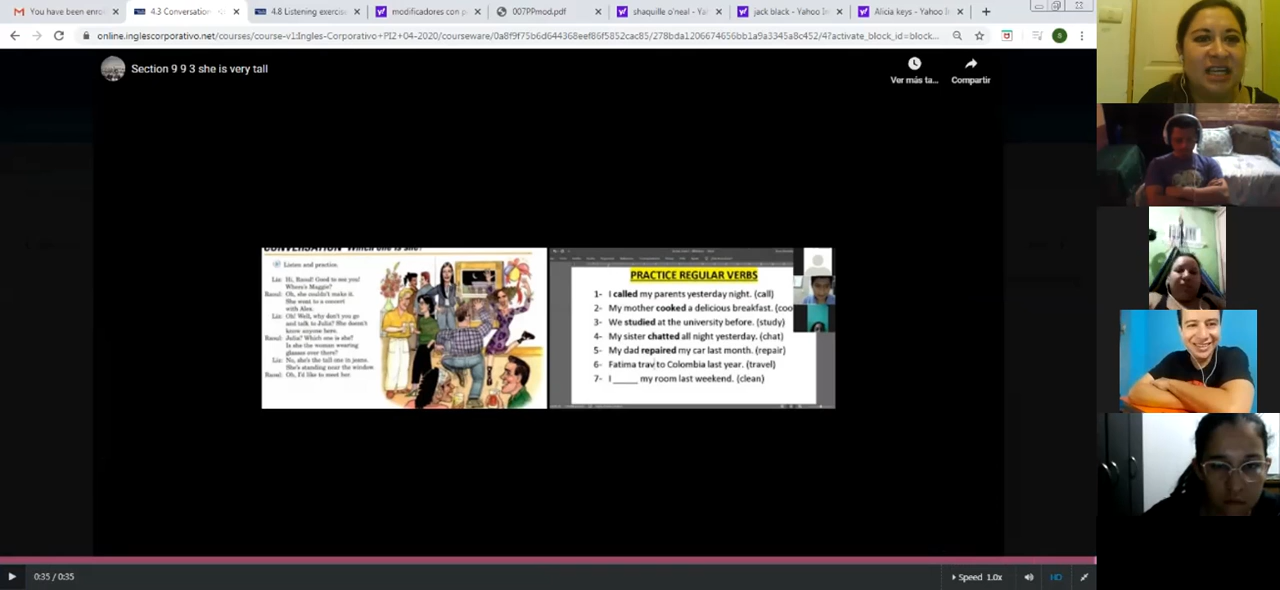 You have been enro
4.3 Conversation
4.8 Listening exercis
modificadores con p
007PPmod.pdf
shaquille o'neal - Ya
jack black - Yahoo Im
Alicia keys - Yahoo I
online.inglescorporativo.net/courses/course-v1:Ingles-Corporativo+PI2+04-2020/courseware/
S
Section 9 9 3 she is very tall
Ver más ta...
Compartir
CONVERSATION Which one is she?
Listen and practice.
Liz: Hi, Raoul! Good to see you!
Where's Maggie?
Raoul: Oh, she couldn't make it.
She went to a concert
with Alex.
Liz: Oh! Well, why don't you go
and talk to Julia? She doesn't
know anyone here.
Raoul: Julia? Which one is she?
Is she the woman wearing
glasses over there?
Liz: No, she's the tall one in jeans.
She's standing near the window.
Raoul: Oh, I'd like to meet her.
PRACTICE REGULAR VERBS
1- I called my parents yesterday night. (call)
2- My mother cooked a delicious breakfast. (coo
3- We studied at the university before. (study)
4- My sister chatted all night yesterday. (chat)
5- My dad repaired my car last month. (repair)
6- Fatima trav to Colombia last year. (travel)
7- I _____ my room last weekend. (clean)
0:35 / 0:35
Speed 1.0x
HD